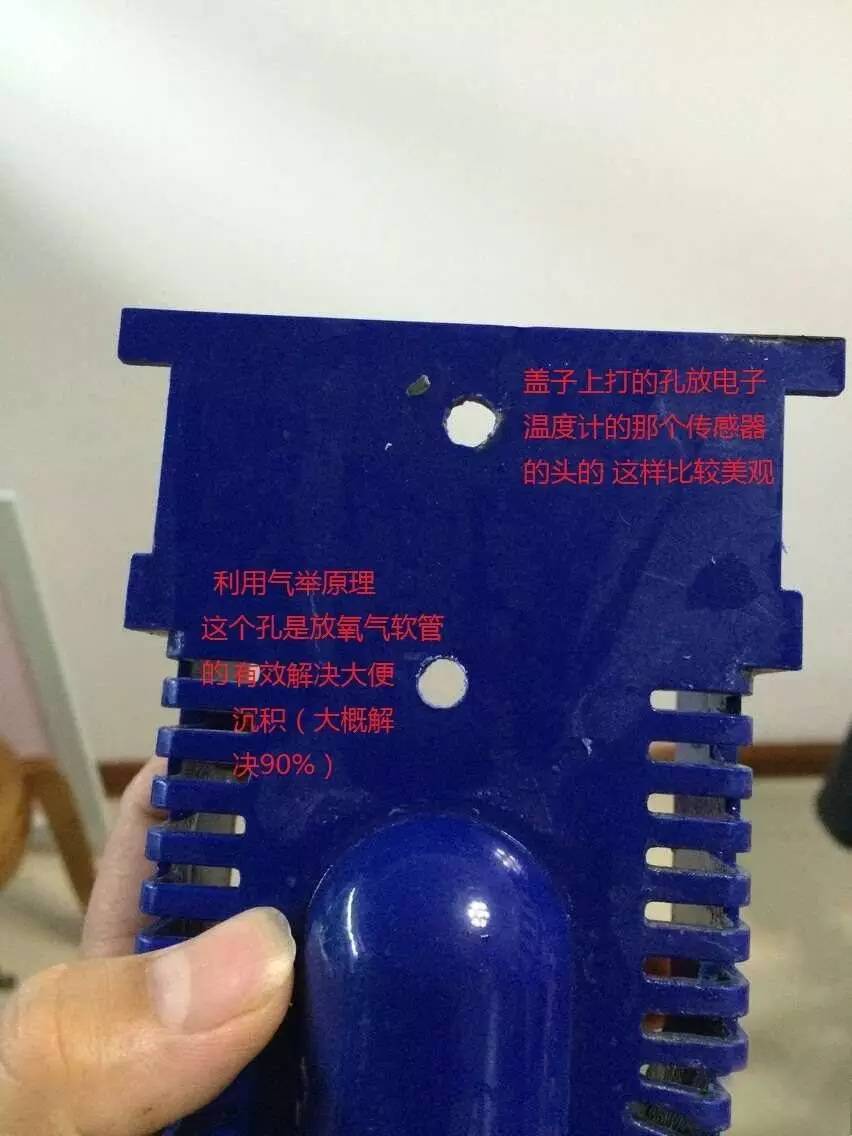 盖子上打的孔放电子
温度计的那个传感器
的头的 这样比较美观
利用气举原理
这个孔是放氧气软管
的 有效解决大便
沉积（大概解
决90%）